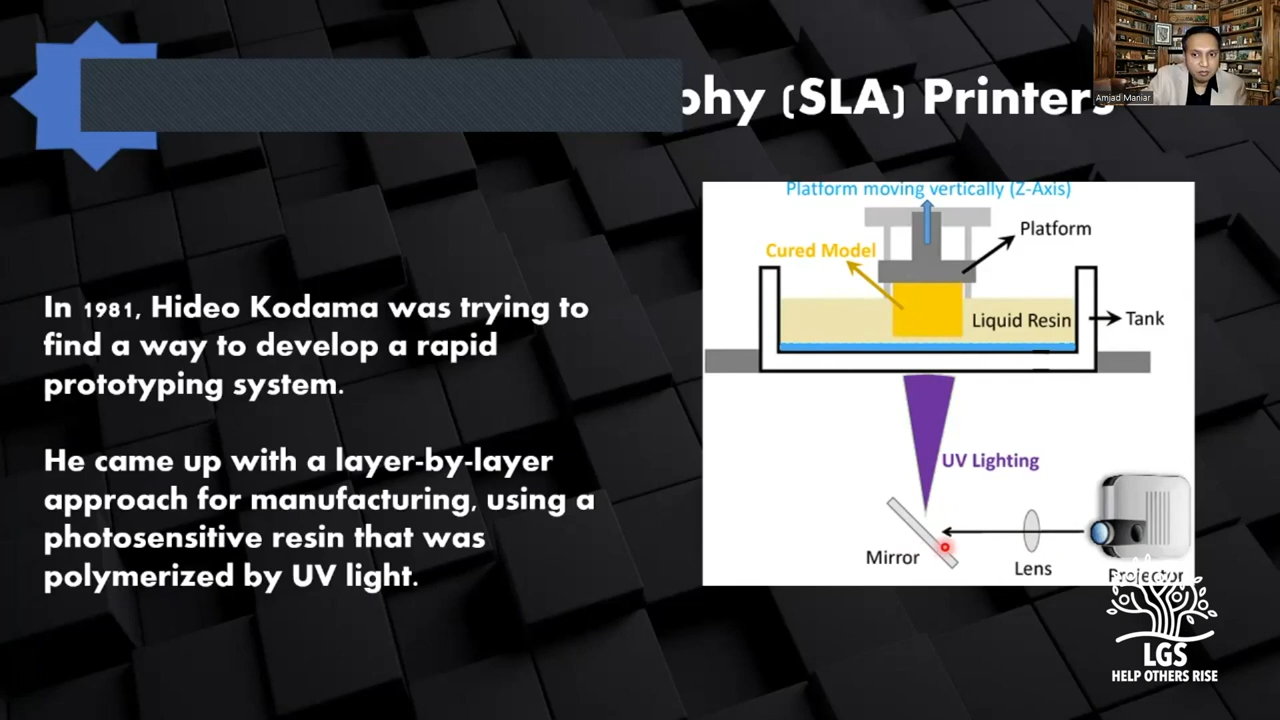 phy (SLA) Printers
Amjad Maniar
In 1981, Hideo Kodama was trying to
find a way to develop a rapid
prototyping system.
He came up with a layer-by-layer
approach for manufacturing, using a
photosensitive resin that was
polymerized by UV light.
Platform moving vertically (Z-Axis)
Platform
Cured Model
Liquid Resin
Tank
UV Lighting
Mirror
Lens
Projector
LGS
HELP OTHERS RISE